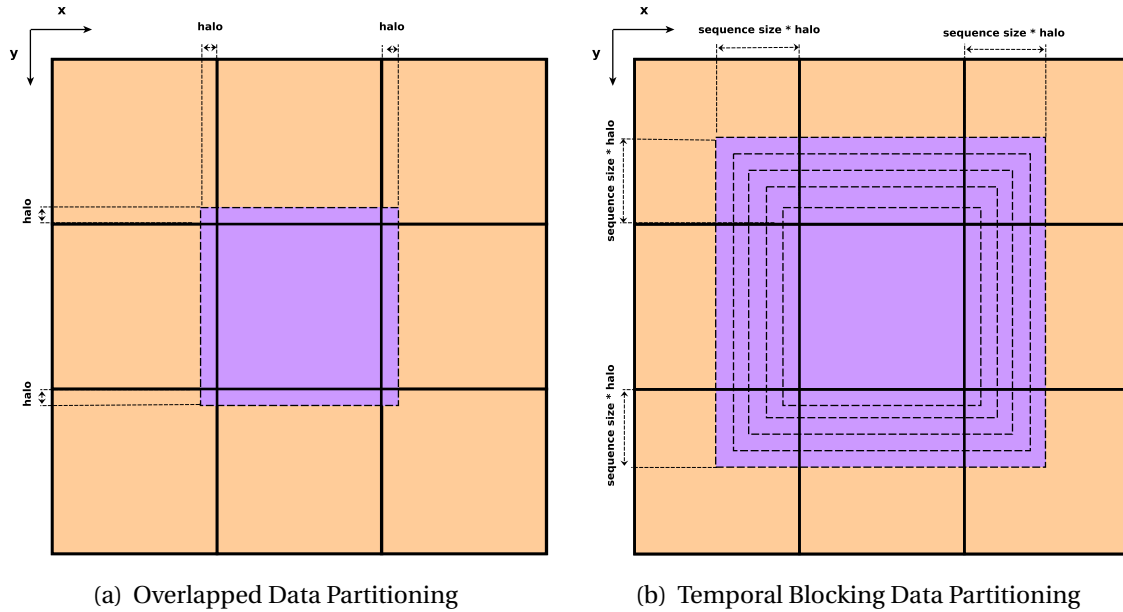 x
y
halo
halo
halo
halo
(a) Overlapped Data Partitioning
x
y
sequence size * halo
sequence size * halo
sequence size * halo
sequence size * halo
(b) Temporal Blocking Data Partitioning